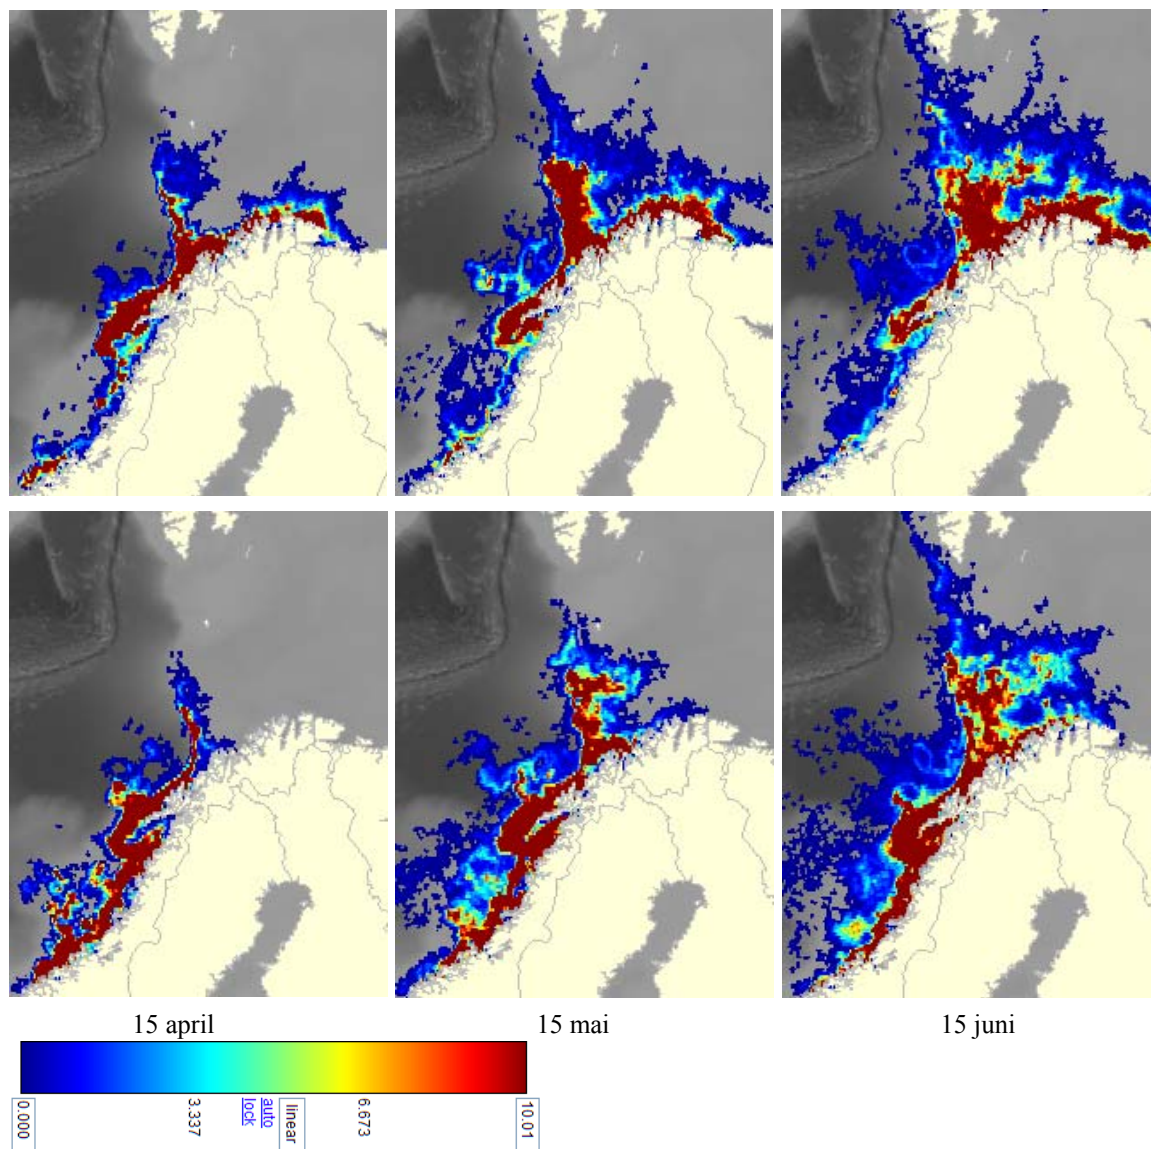 15 april
15 mai
15 juni
0.000
3.337
lock
auto
linear
6.673
10.01